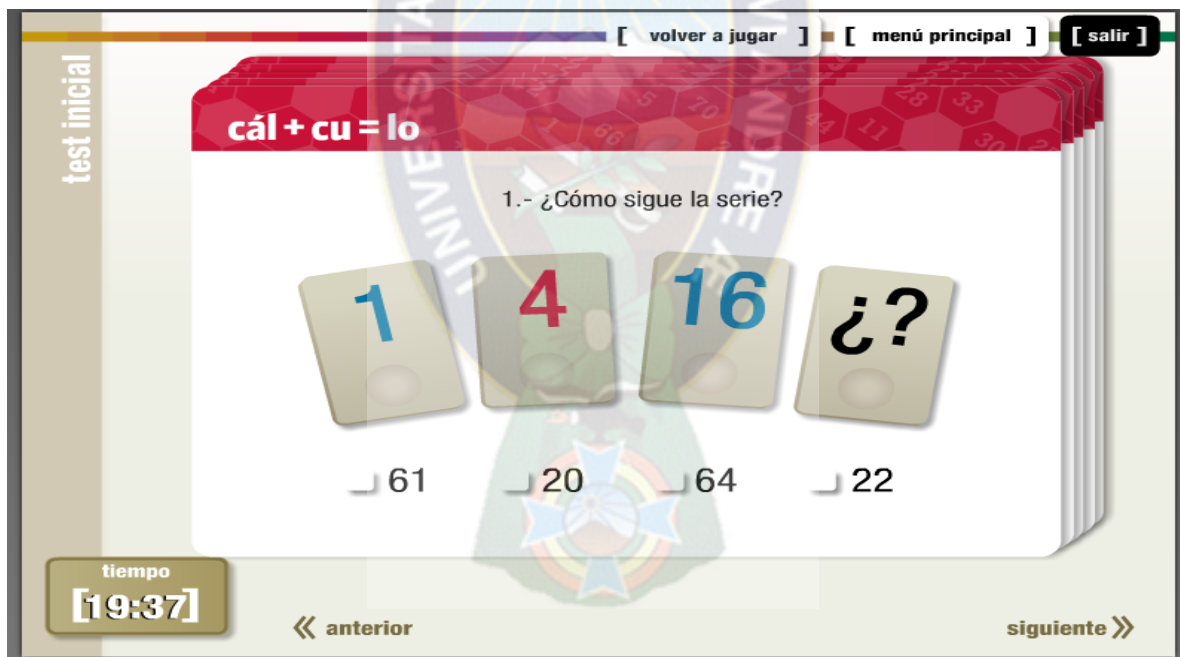 [ volver a jugar ] [ menú principal ] [ salir ]
test inicial
cál + cu = lo
1.- ¿Cómo sigue la serie?
1 4 16 ¿?
61 20 64 22
tiempo
[19:37]
anterior siguiente